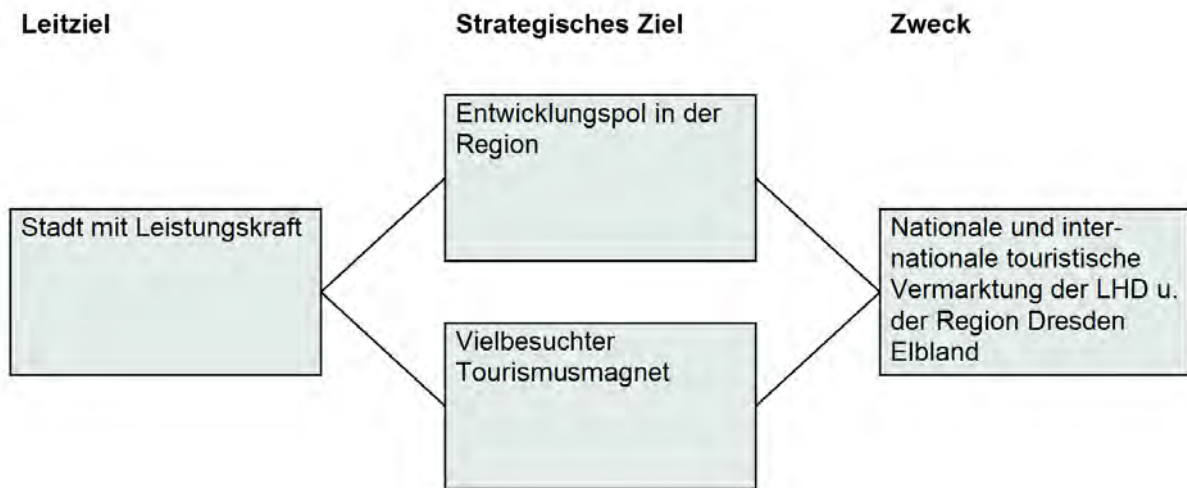 Leitziel
Strategisches Ziel
Zweck
Stadt mit Leistungskraft
Entwicklungspol in der
Region
Vielbesuchter
Tourismusmagnet
Nationale und inter-
nationale touristische
Vermarktung der LHD u.
der Region Dresden
Elbland